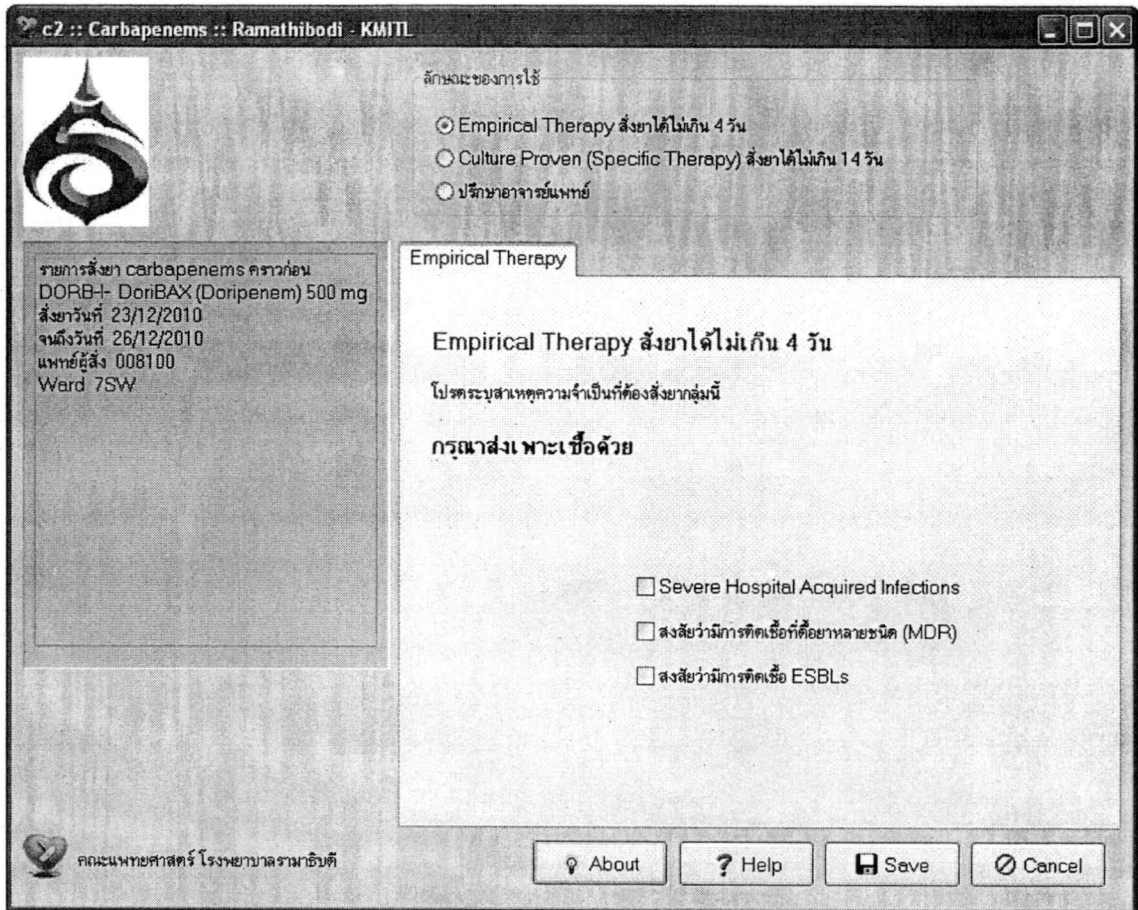 c2 :: Carbapenems :: Ramathibodi - KMITL
ลักษณะของการใช้
Empirical Therapy สั่งยาได้ไม่เกิน 4 วัน
Culture Proven (Specific Therapy) สั่งยาได้ไม่เกิน 14 วัน
ปรึกษาอาจารย์แพทย์
รายการสั่งยา carbapenems คราวก่อน
DORB-I- DoriBAX (Doripenem) 500 mg
สั่งยาวันที่ 23/12/2010
จนถึงวันที่ 26/12/2010
แพทย์ผู้สั่ง 008100
Ward 7SW
Empirical Therapy
Empirical Therapy สั่งยาได้ไม่เกิน 4 วัน
โปรดระบุสาเหตุความจำเป็นที่ต้องสั่งยากลุ่มนี้
กรุณาส่งเพาะเชื้อด้วย
Severe Hospital Acquired Infections
สงสัยว่ามีการติดเชื้อที่ดื้อยาหลายชนิด (MDR)
สงสัยว่ามีการติดเชื้อ ESBLs
คณะแพทยศาสตร์ โรงพยาบาลรามาธิบดี
About
? Help
Save
Cancel